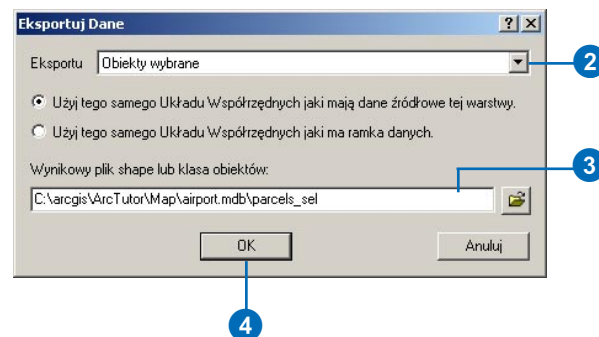 Eksportuj Dane
Eksportu Obiekty wybrane
2
Użyj tego samego Układu Współrzędnych jaki mają dane źródłowe tej warstwy.
Użyj tego samego Układu Współrzędnych jaki ma ramka danych.
Wynikowy plik shape lub klasa obiektów:
3
C:\arcgis\ArcTutor\Map\airport.mdb\parcels_sel
OK Anuluj
4